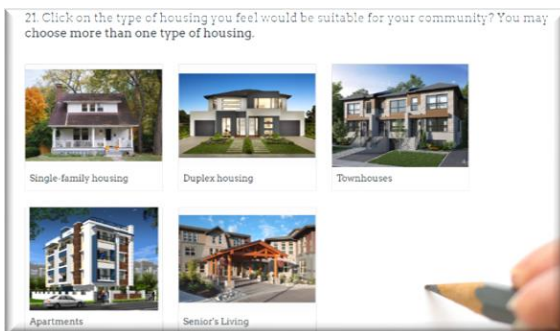 21. Click on the type of housing you feel would be suitable for your community? You may
choose more than one type of housing.
Single-family housing
Duplex housing
Townhouses
Apartments
Senior's Living